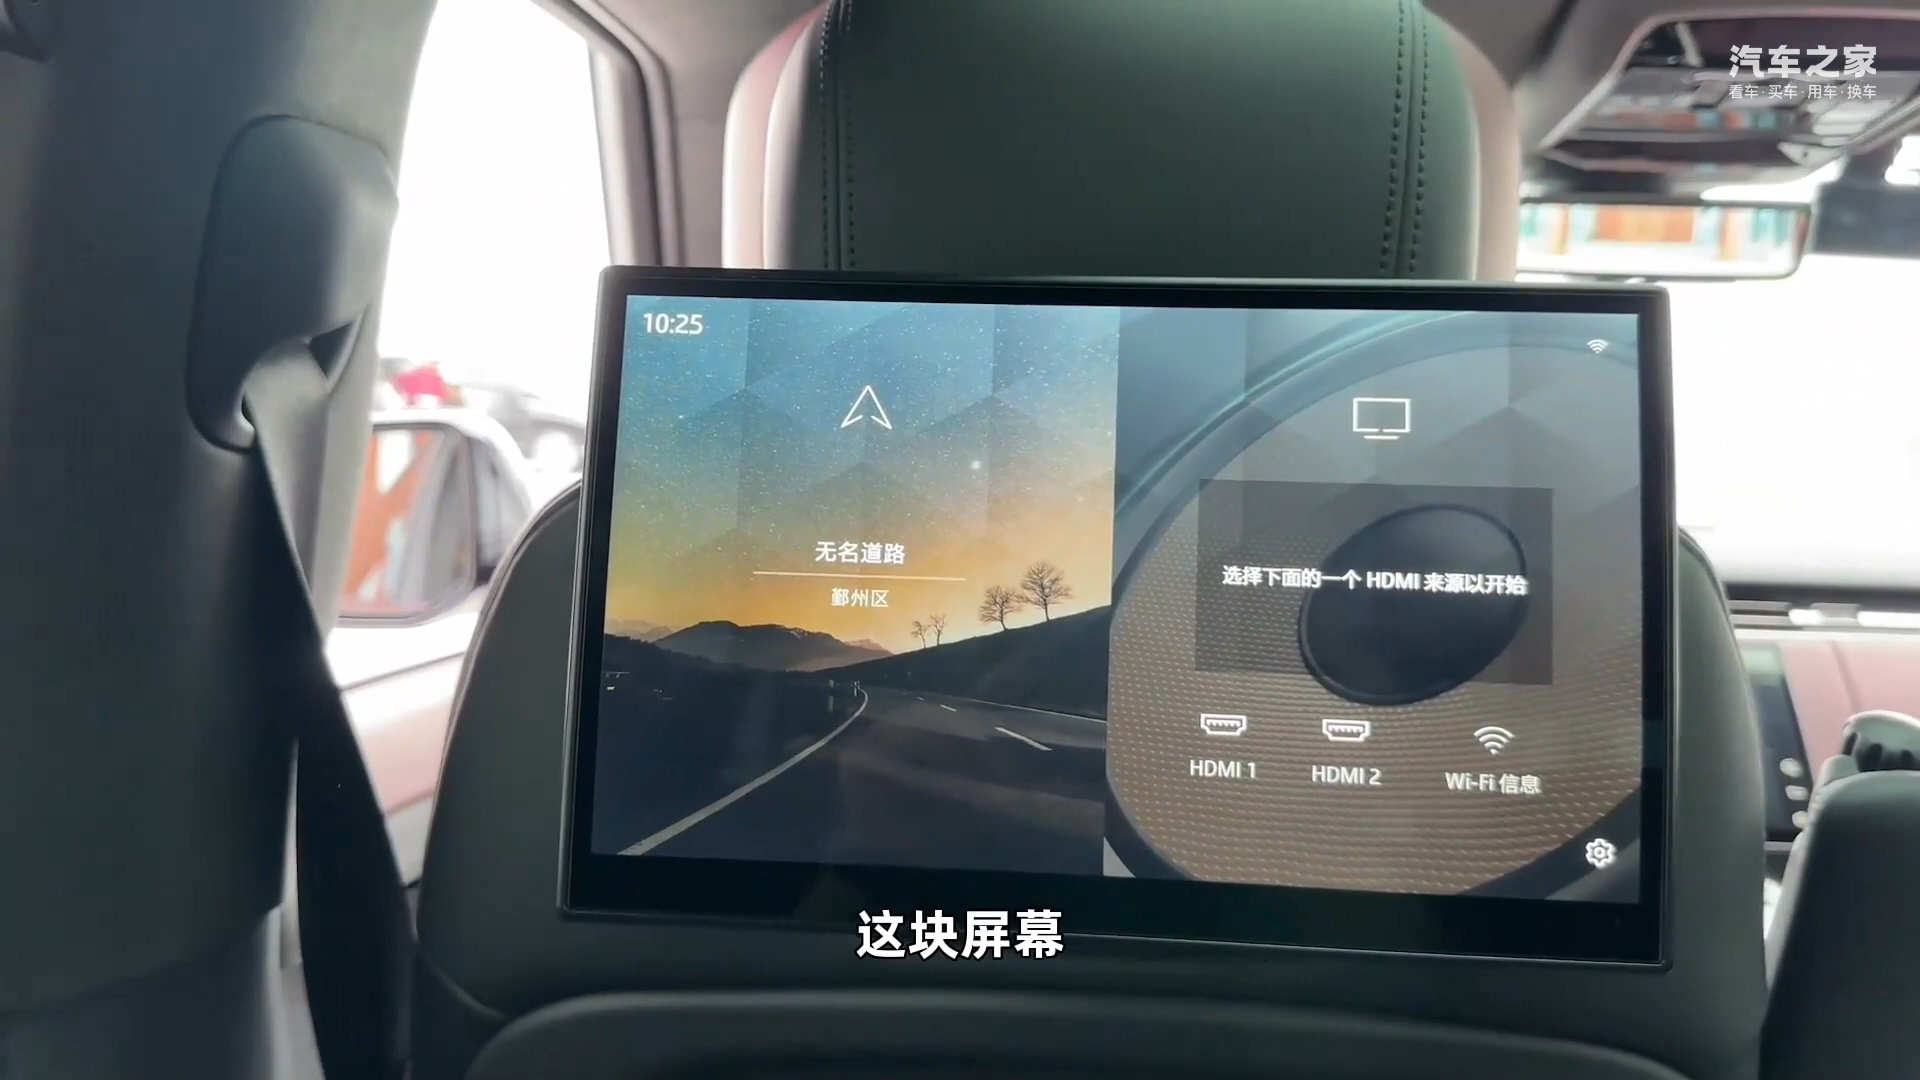 汽车之家
看车·买车·用车·换车
10:25
无名道路
鄞州区
选择下面的一个 HDMI 来源以开始
HDMI 1
HDMI 2
Wi-Fi 信息
这块屏幕